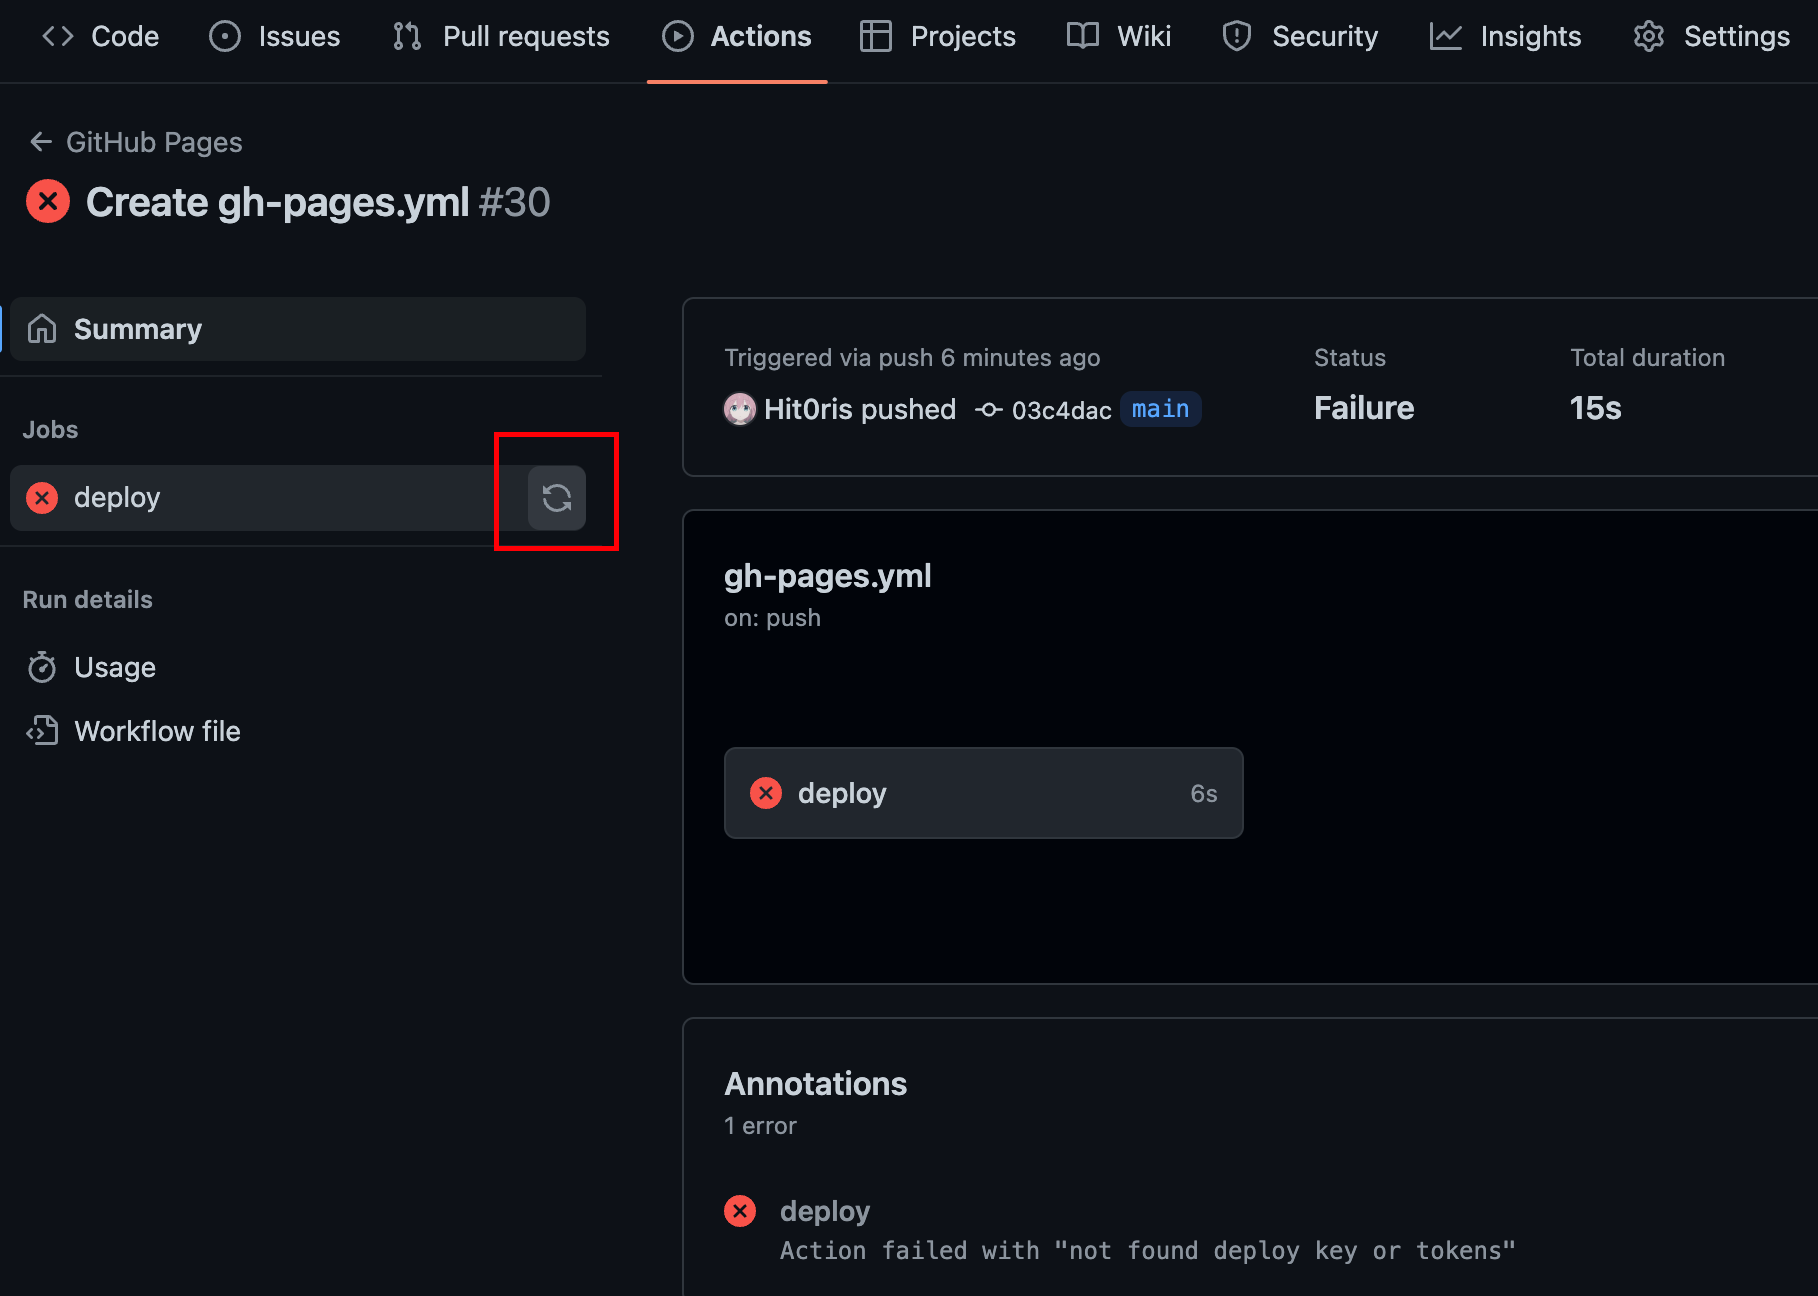 Code Issues Pull requests Actions Projects Wiki Security Insights Settings
GitHub Pages
Create gh-pages.yml #30
Summary
Jobs
deploy
Run details
Usage
Workflow file
Triggered via push 6 minutes ago
Hit0ris pushed 03c4dac main
Status
Failure
Total duration
15s
gh-pages.yml
on: push
deploy 6s
Annotations
1 error
deploy
Action failed with "not found deploy key or tokens"